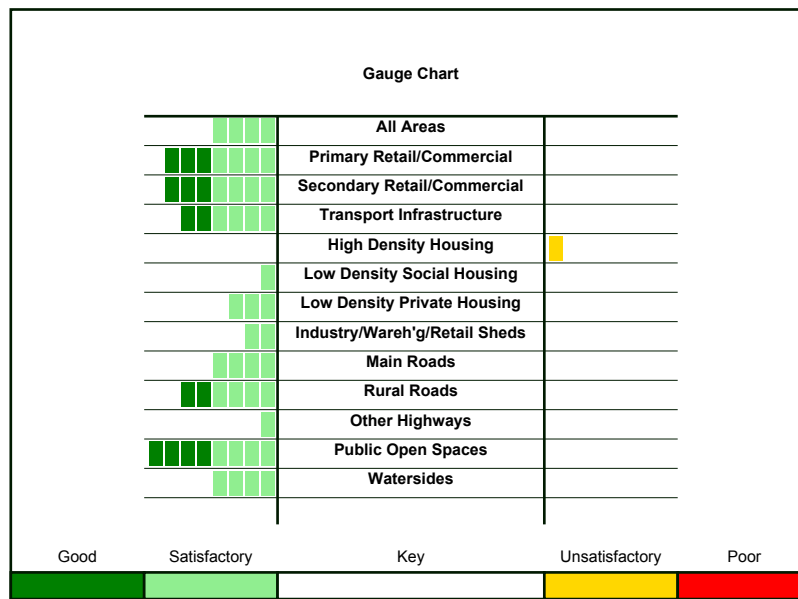 Gauge Chart
All Areas
Primary Retail/Commercial
Secondary Retail/Commercial
Transport Infrastructure
High Density Housing
Low Density Social Housing
Low Density Private Housing
Industry/Wareh'g/Retail Sheds
Main Roads
Rural Roads
Other Highways
Public Open Spaces
Watersides
Good Satisfactory Key Unsatisfactory Poor